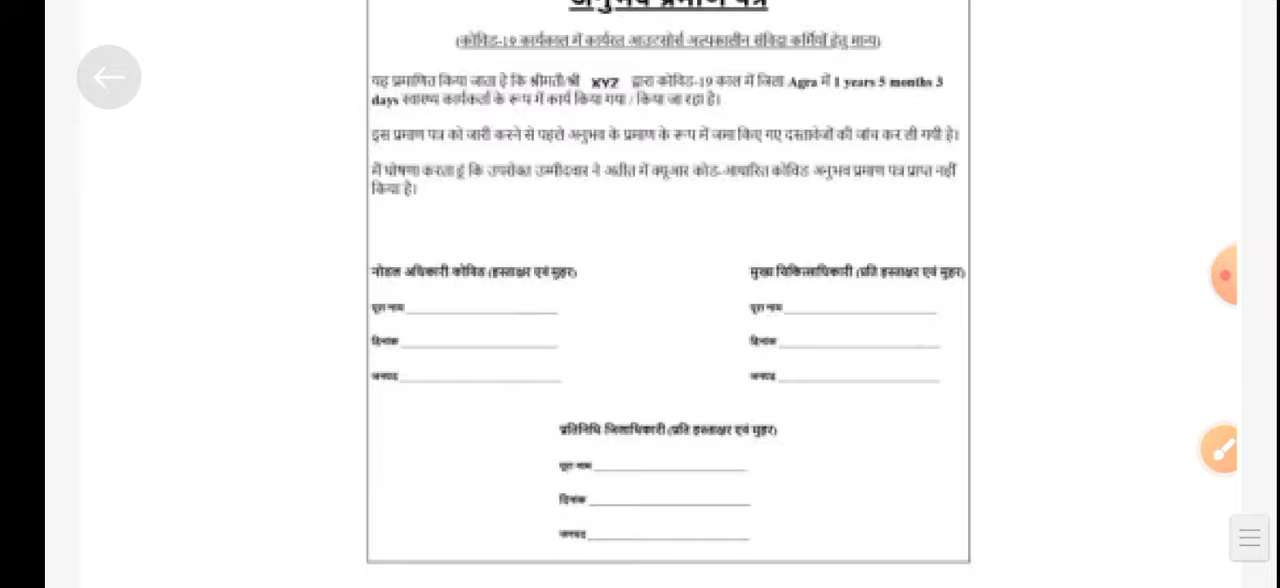 अनुभव प्रमाण पत्र
(कोविड-19 कार्यकाल में कार्यरत आउटसोर्स अल्पकालीन संविदा कर्मियों हेतु मान्य)
यह प्रमाणित किया जाता है कि श्रीमती/श्री XYZ द्वारा कोविड-19 काल में जिला Agra में 1 years 5 months 3
days स्वास्थ्य कार्यकर्ता के रूप में कार्य किया गया / किया जा रहा है।
इस प्रमाण पत्र को जारी करने से पहले अनुभव के प्रमाण के रूप में जमा किए गए दस्तावेजों की जांच कर ली गयी है।
मैं घोषणा करता हूं कि उपरोक्त उम्मीदवार ने अतीत में क्यूआर कोड-आधारित कोविड अनुभव प्रमाण पत्र प्राप्त नहीं
किया है।
नोडल अधिकारी कोविड (हस्ताक्षर एवं मुहर)
मुख्य चिकित्साधिकारी (प्रति हस्ताक्षर एवं मुहर)
पूरा नाम
पूरा नाम
दिनांक
दिनांक
जनपद
जनपद
प्रतिनिधि जिलाधिकारी (प्रति हस्ताक्षर एवं मुहर)
पूरा नाम
दिनांक
जनपद